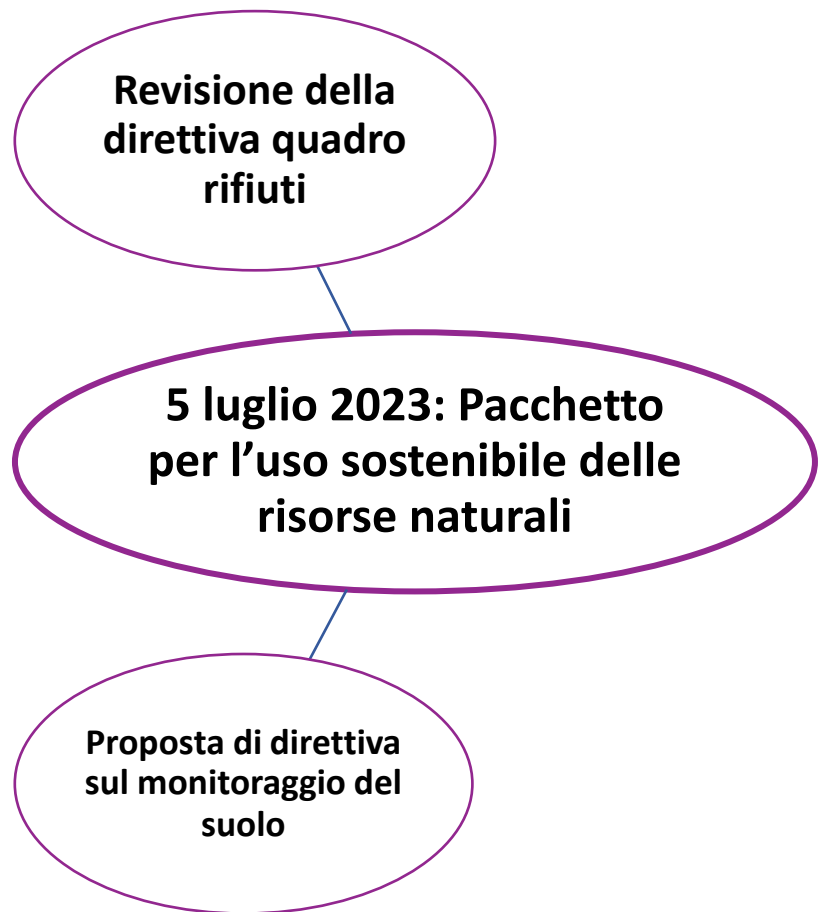 Revisione della
direttiva quadro
rifiuti
5 luglio 2023: Pacchetto
per l’uso sostenibile delle
risorse naturali
Proposta di direttiva
sul monitoraggio del
suolo